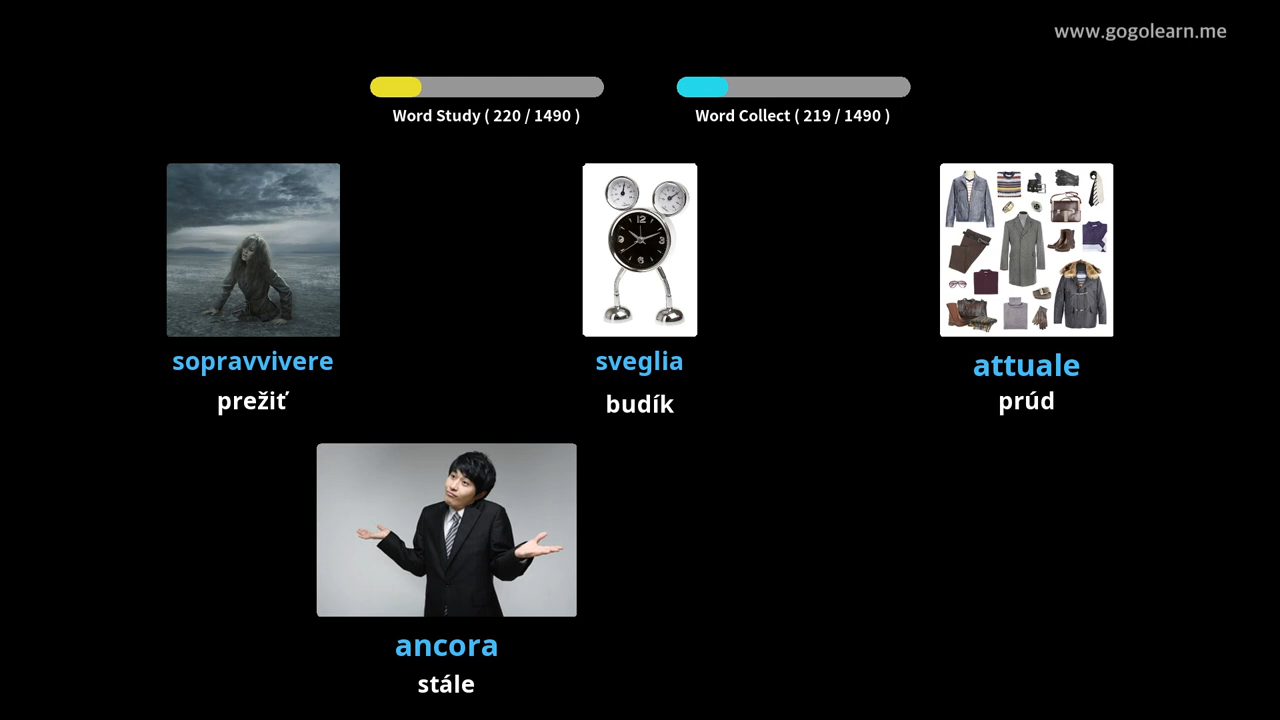 www.gogolearn.me
Word Study ( 220 / 1490 )
Word Collect ( 219 / 1490 )
sopravvivere
prežiť
sveglia
budík
attuale
prúd
ancora
stále